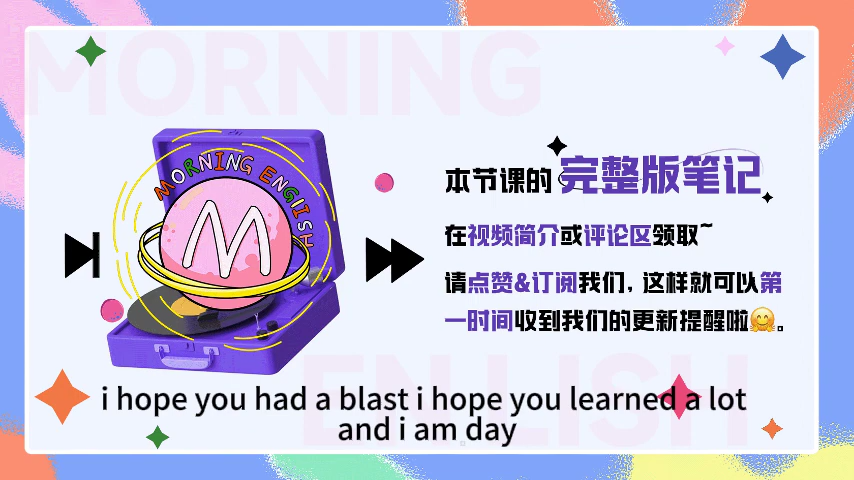 MORNING
MORNING ENGLISH
M
本节课的 完整版笔记
在视频简介或评论区领取~
请点赞&订阅我们, 这样就可以第
一时间收到我们的更新提醒啦🤗。
ENGLISH
i hope you had a blast i hope you learned a lot
and i am day